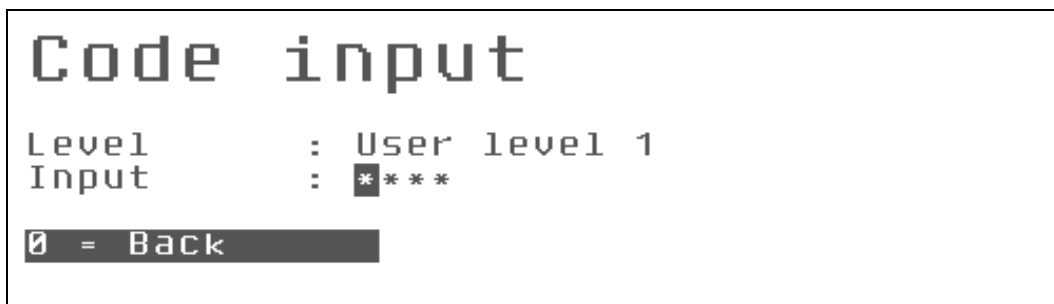 Code input
Level : User level 1
Input : ****
0 = Back